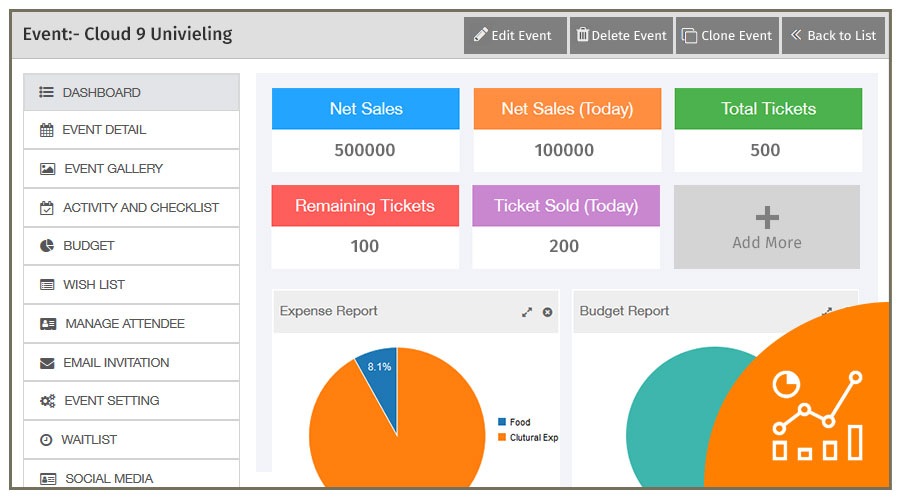 Event:- Cloud 9 Univieling
Edit Event
Delete Event
Clone Event
Back to List
DASHBOARD
EVENT DETAIL
EVENT GALLERY
ACTIVITY AND CHECKLIST
BUDGET
WISH LIST
MANAGE ATTENDEE
EMAIL INVITATION
EVENT SETTING
WAITLIST
SOCIAL MEDIA
Net Sales
500000
Net Sales (Today)
100000
Total Tickets
500
Remaining Tickets
100
Ticket Sold (Today)
200
Add More
Expense Report
8.1%
Food
Clutural Exp
Budget Report